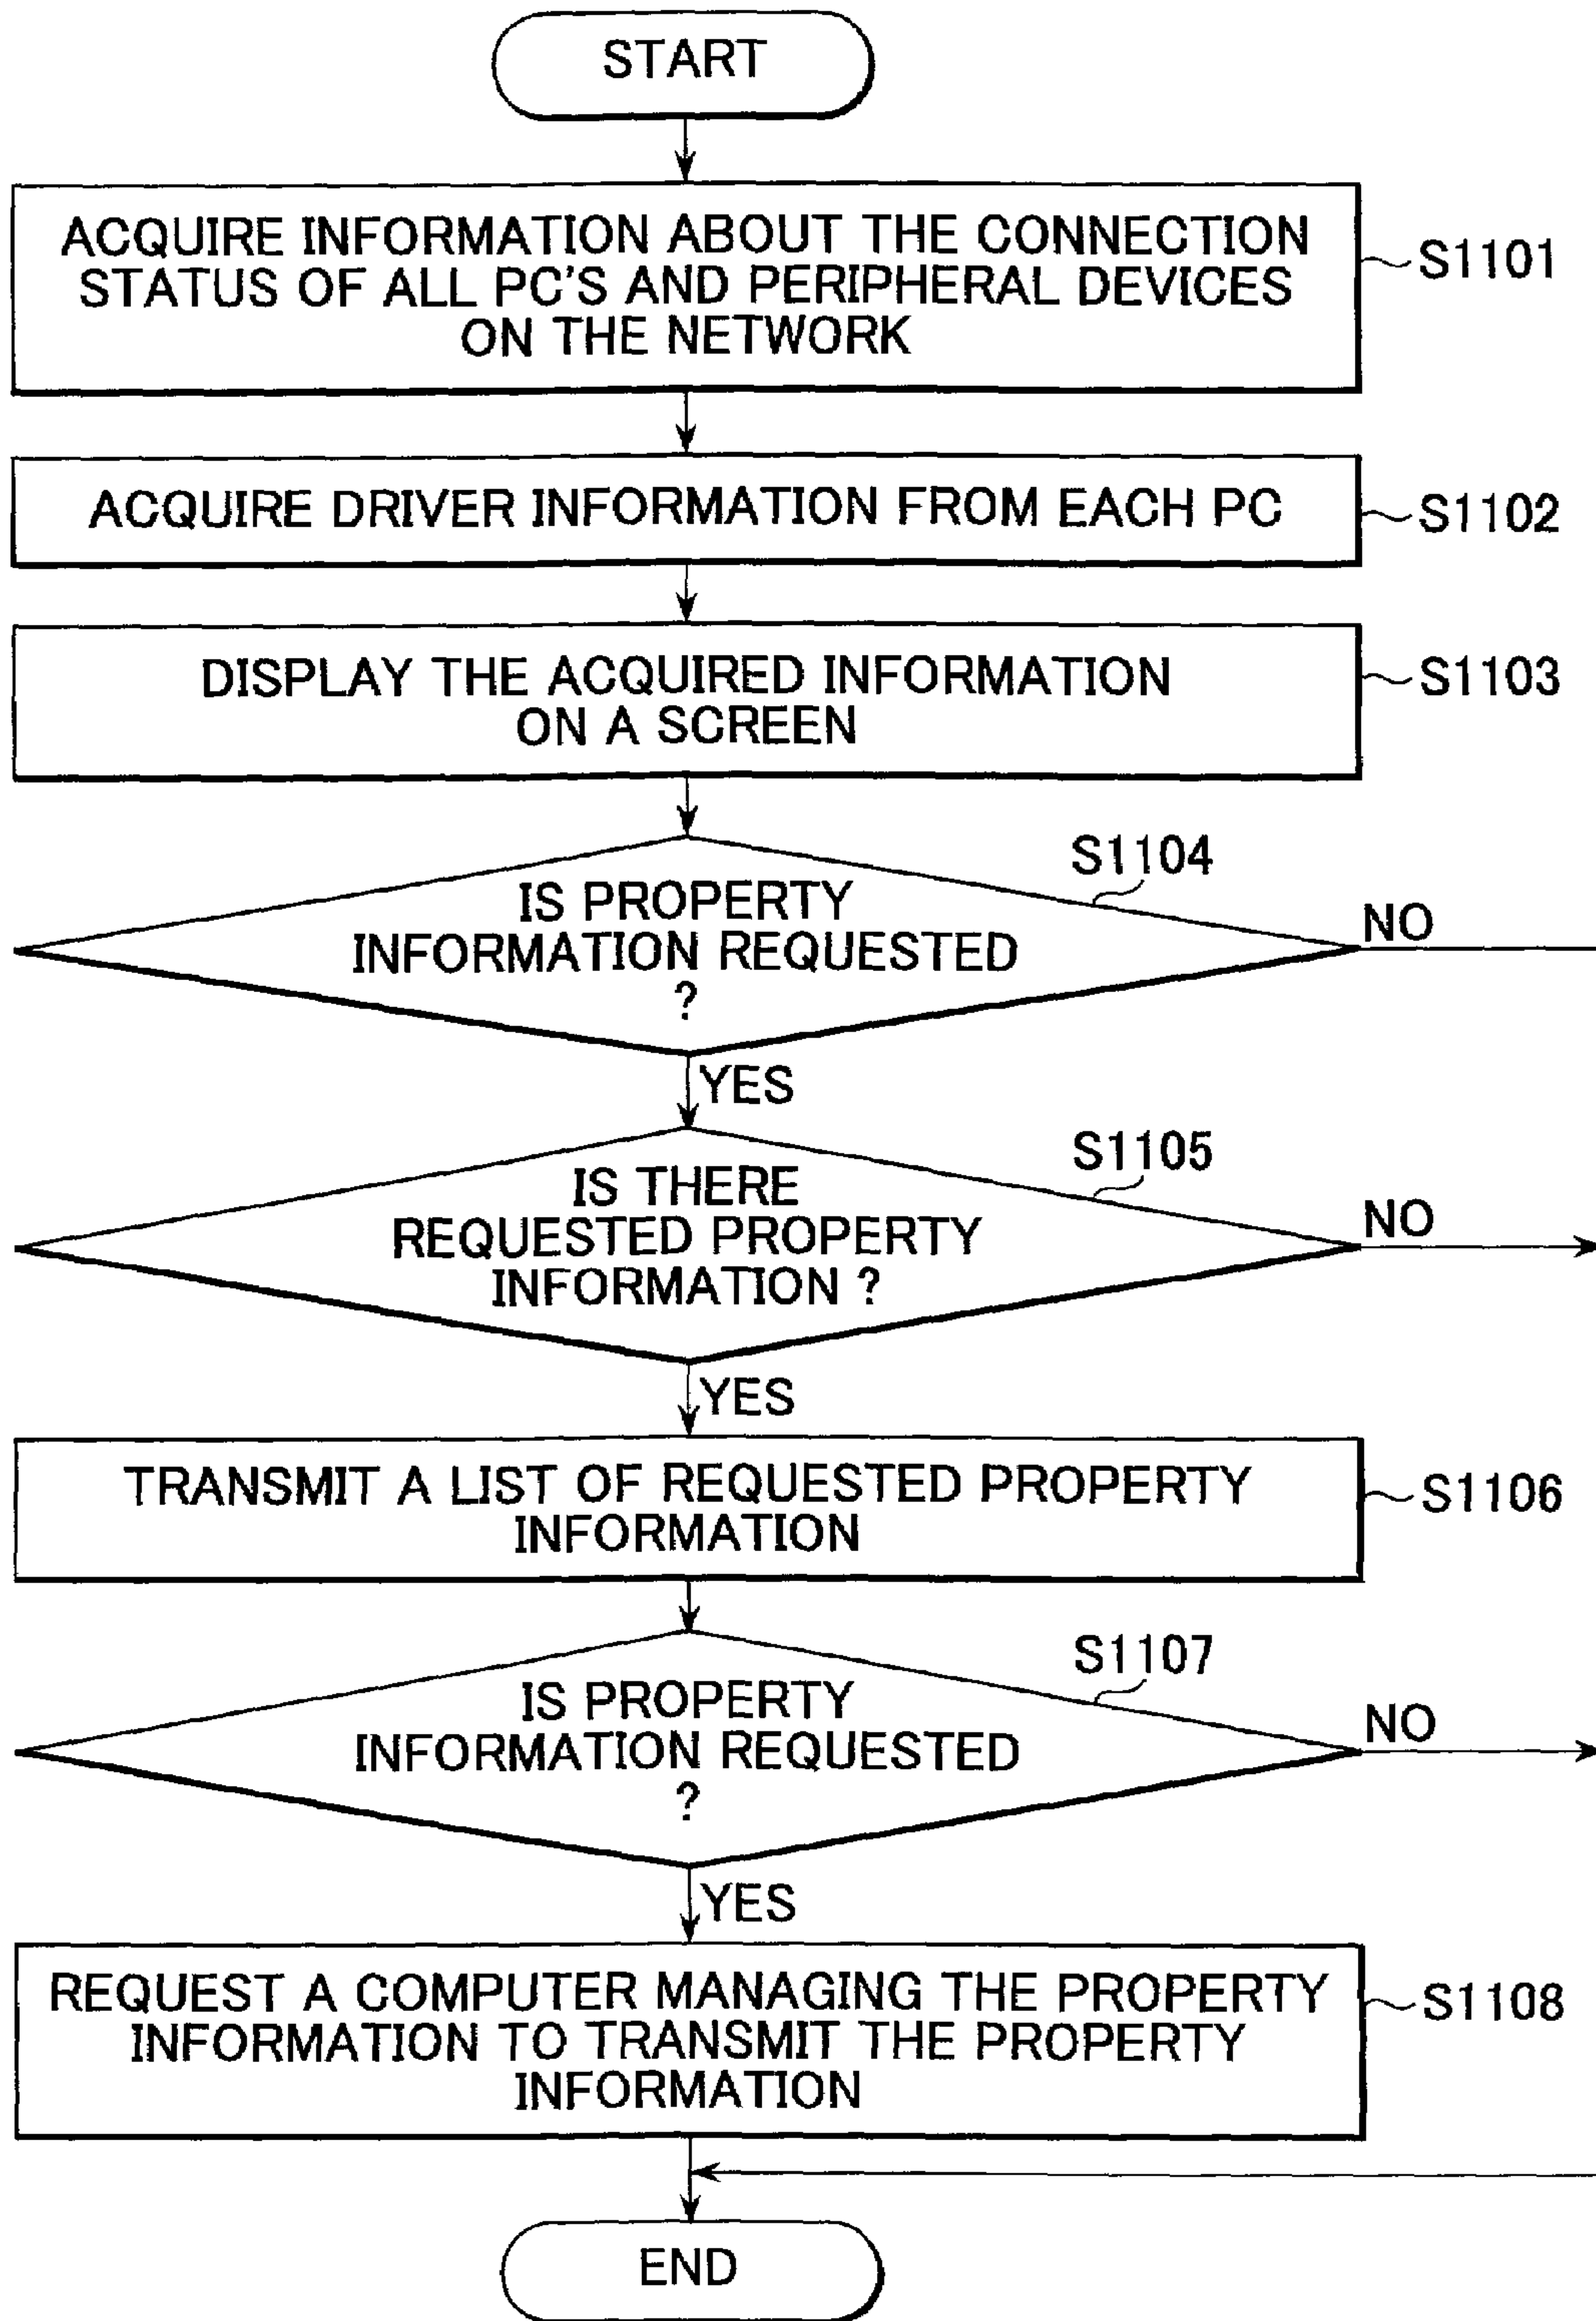 START
ACQUIRE INFORMATION ABOUT THE CONNECTION
STATUS OF ALL PC'S AND PERIPHERAL DEVICES
ON THE NETWORK
S1101
ACQUIRE DRIVER INFORMATION FROM EACH PC
S1102
DISPLAY THE ACQUIRED INFORMATION
ON A SCREEN
S1103
S1104
IS PROPERTY
INFORMATION REQUESTED
?
NO
YES
S1105
IS THERE
REQUESTED PROPERTY
INFORMATION ?
NO
YES
TRANSMIT A LIST OF REQUESTED PROPERTY
INFORMATION
S1106
S1107
IS PROPERTY
INFORMATION REQUESTED
?
NO
YES
REQUEST A COMPUTER MANAGING THE PROPERTY
INFORMATION TO TRANSMIT THE PROPERTY
INFORMATION
S1108
END